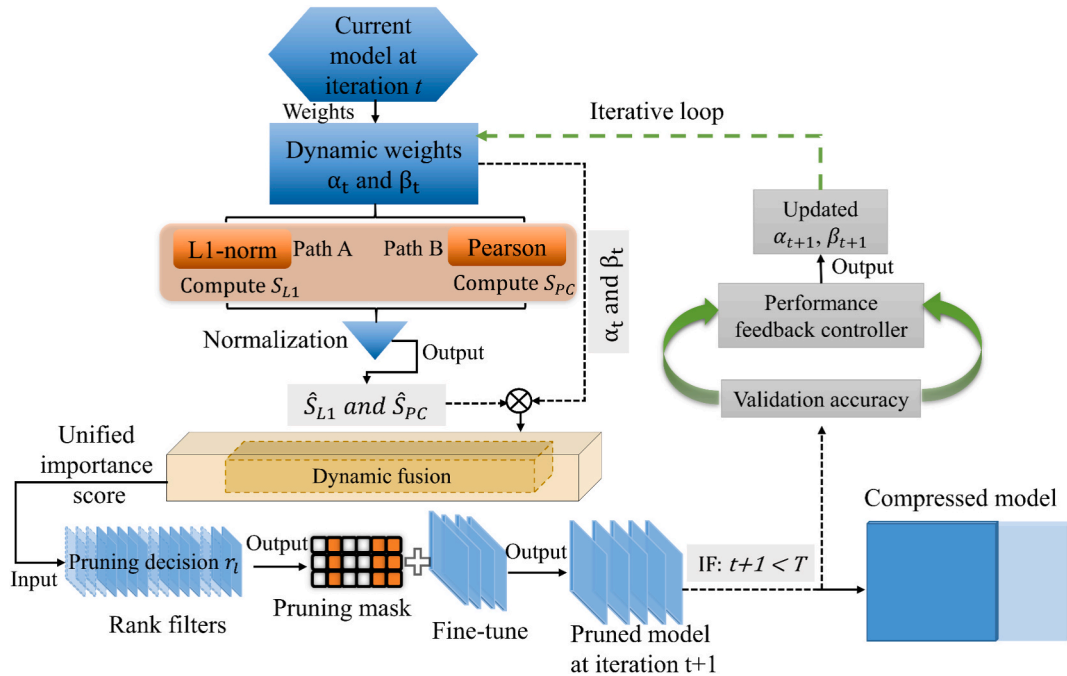 Current
model at
iteration t
Weights
Dynamic weights
αt and βt
L1-norm
Path A
Path B
Pearson
Compute SL1
Compute SPC
Normalization
Output
ŜL1 and ŜPC
αt and βt
Iterative loop
Updated
αt+1, βt+1
Output
Performance
feedback controller
Validation accuracy
Unified
importance
score
Dynamic fusion
Input
Pruning decision rl
Rank filters
Output
Pruning mask
Fine-tune
Output
Pruned model
at iteration t+1
IF: t+1 < T
Compressed model